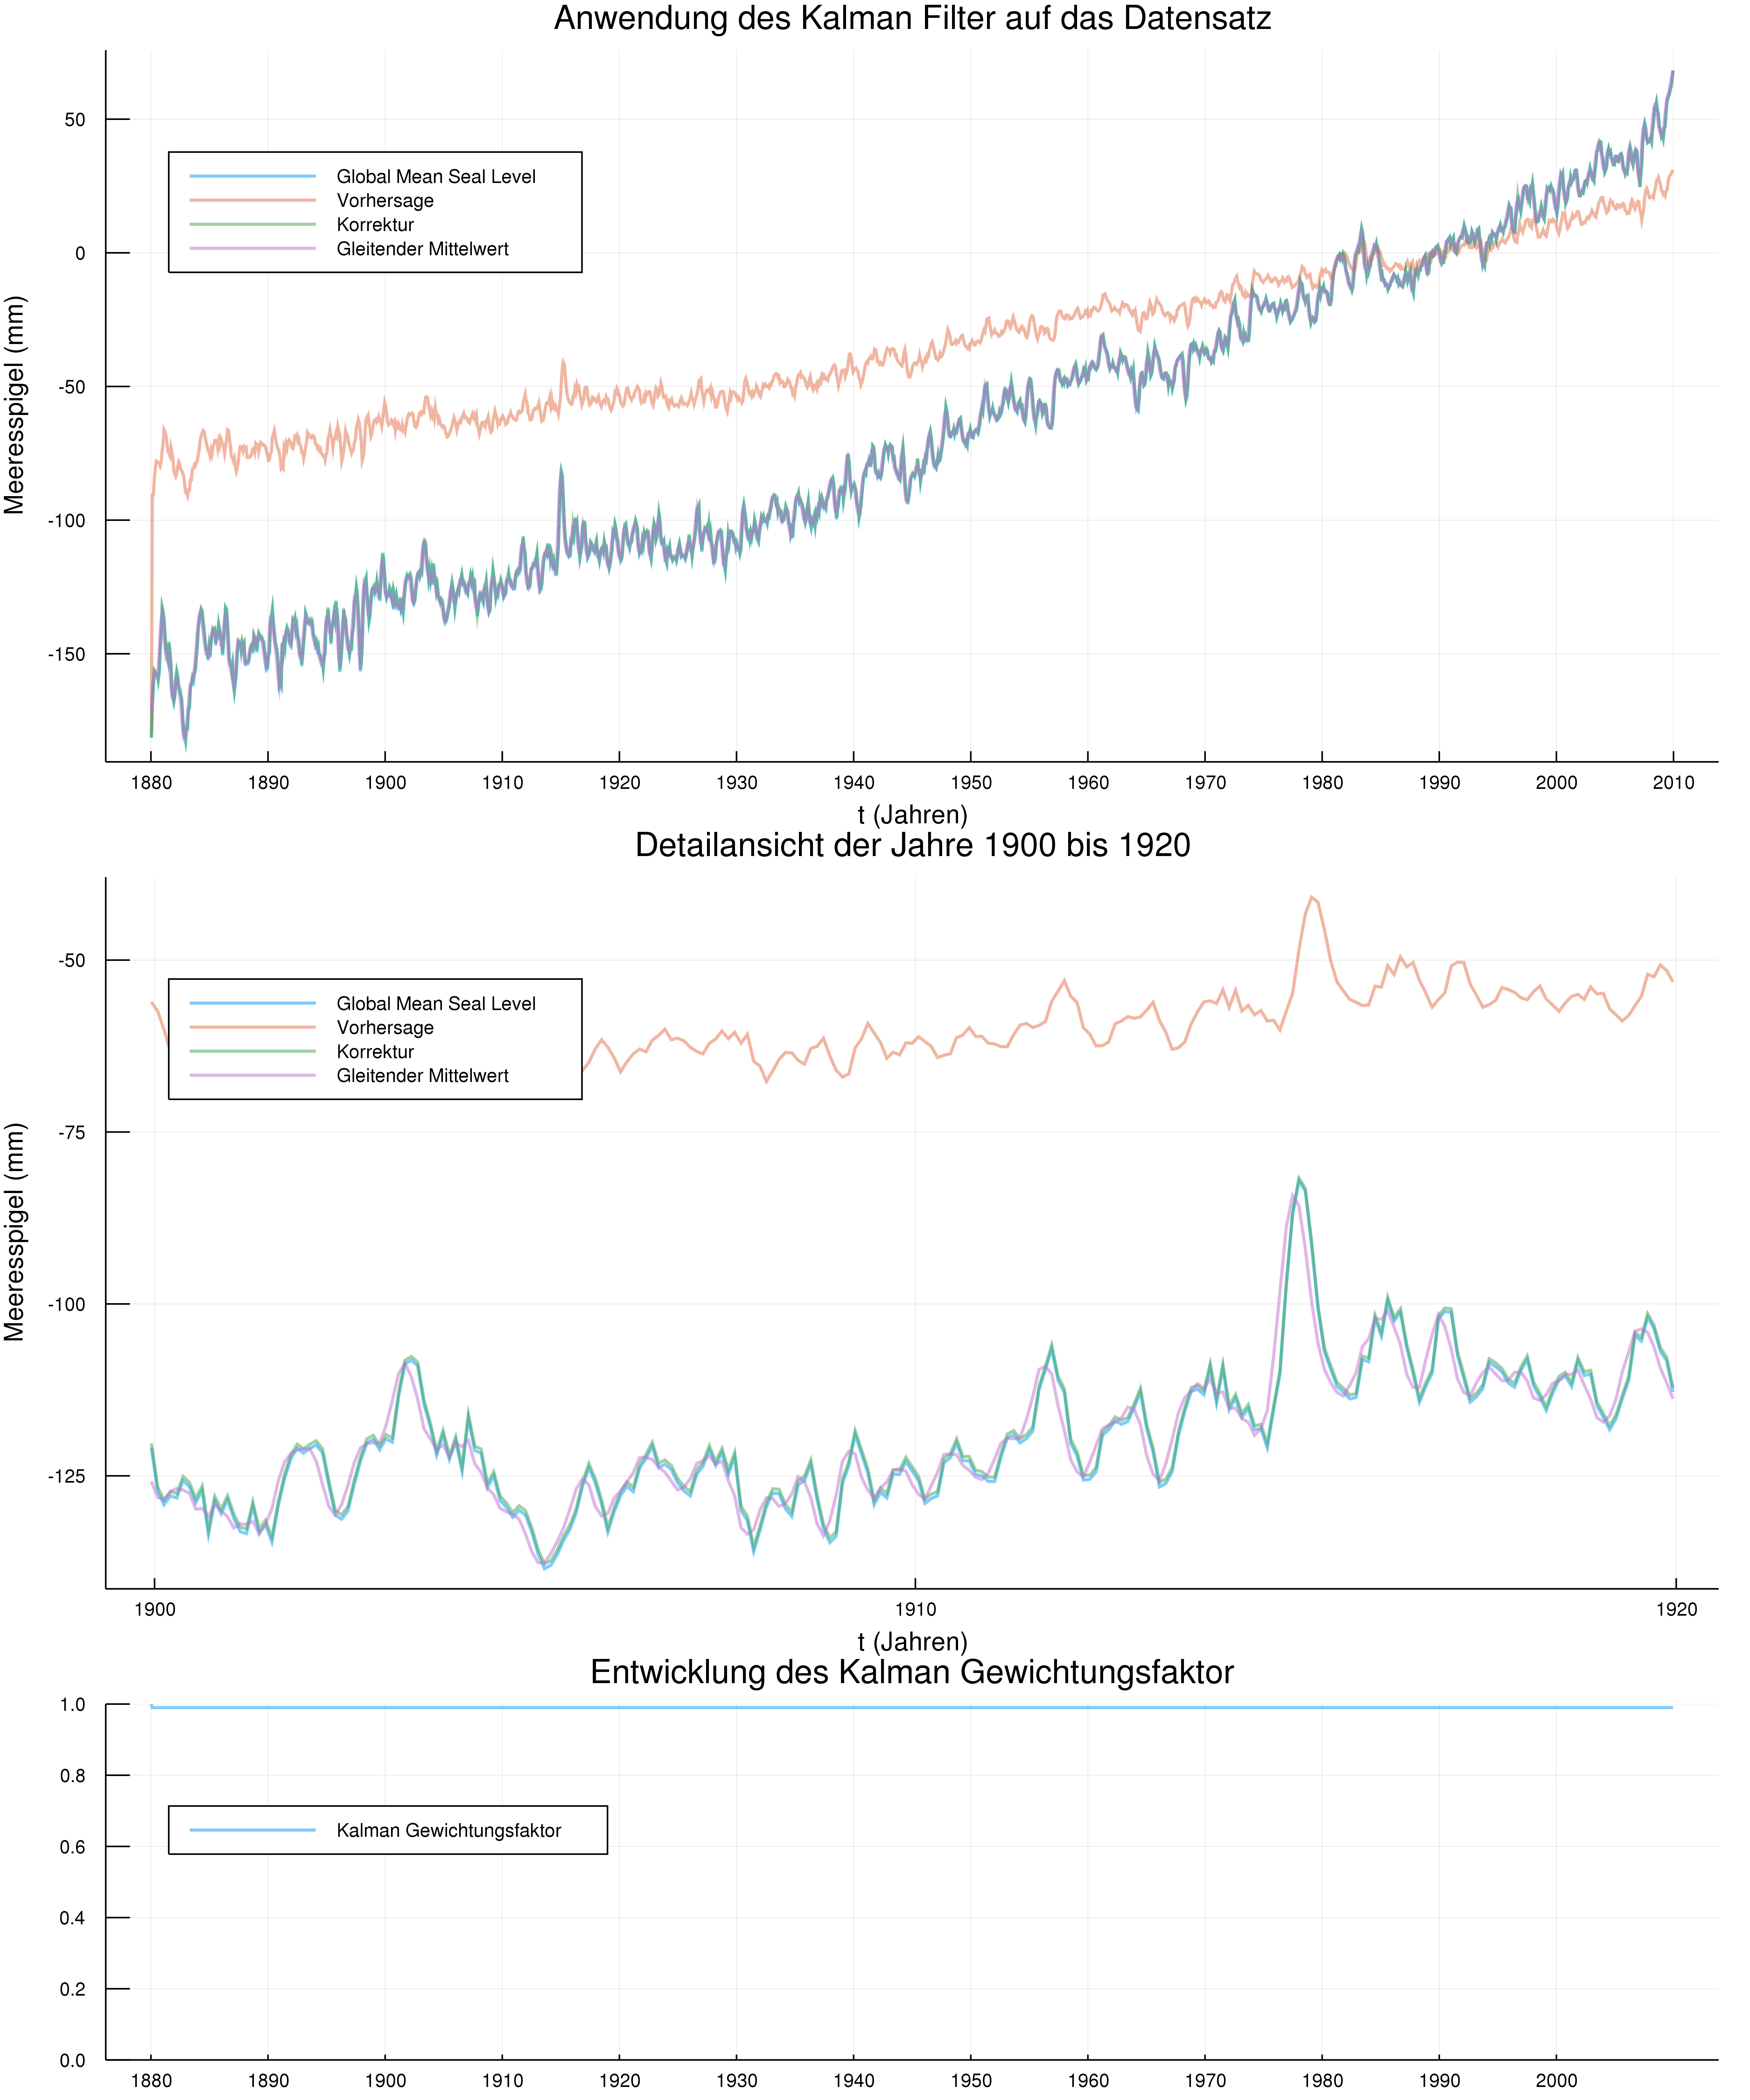 Anwendung des Kalman Filter auf das Datensatz
50
0
-50
-100
-150
Meeresspigel (mm)
Global Mean Seal Level
Vorhersage
Korrektur
Gleitender Mittelwert
1880 1890 1900 1910 1920 1930 1940 1950 1960 1970 1980 1990 2000 2010
t (Jahren)
Detailansicht der Jahre 1900 bis 1920
-50
-75
-100
-125
Meeresspigel (mm)
Global Mean Seal Level
Vorhersage
Korrektur
Gleitender Mittelwert
1900 1910 1920
t (Jahren)
Entwicklung des Kalman Gewichtungsfaktor
1.0
0.8
0.6
0.4
0.2
0.0
Kalman Gewichtungsfaktor
1880 1890 1900 1910 1920 1930 1940 1950 1960 1970 1980 1990 2000